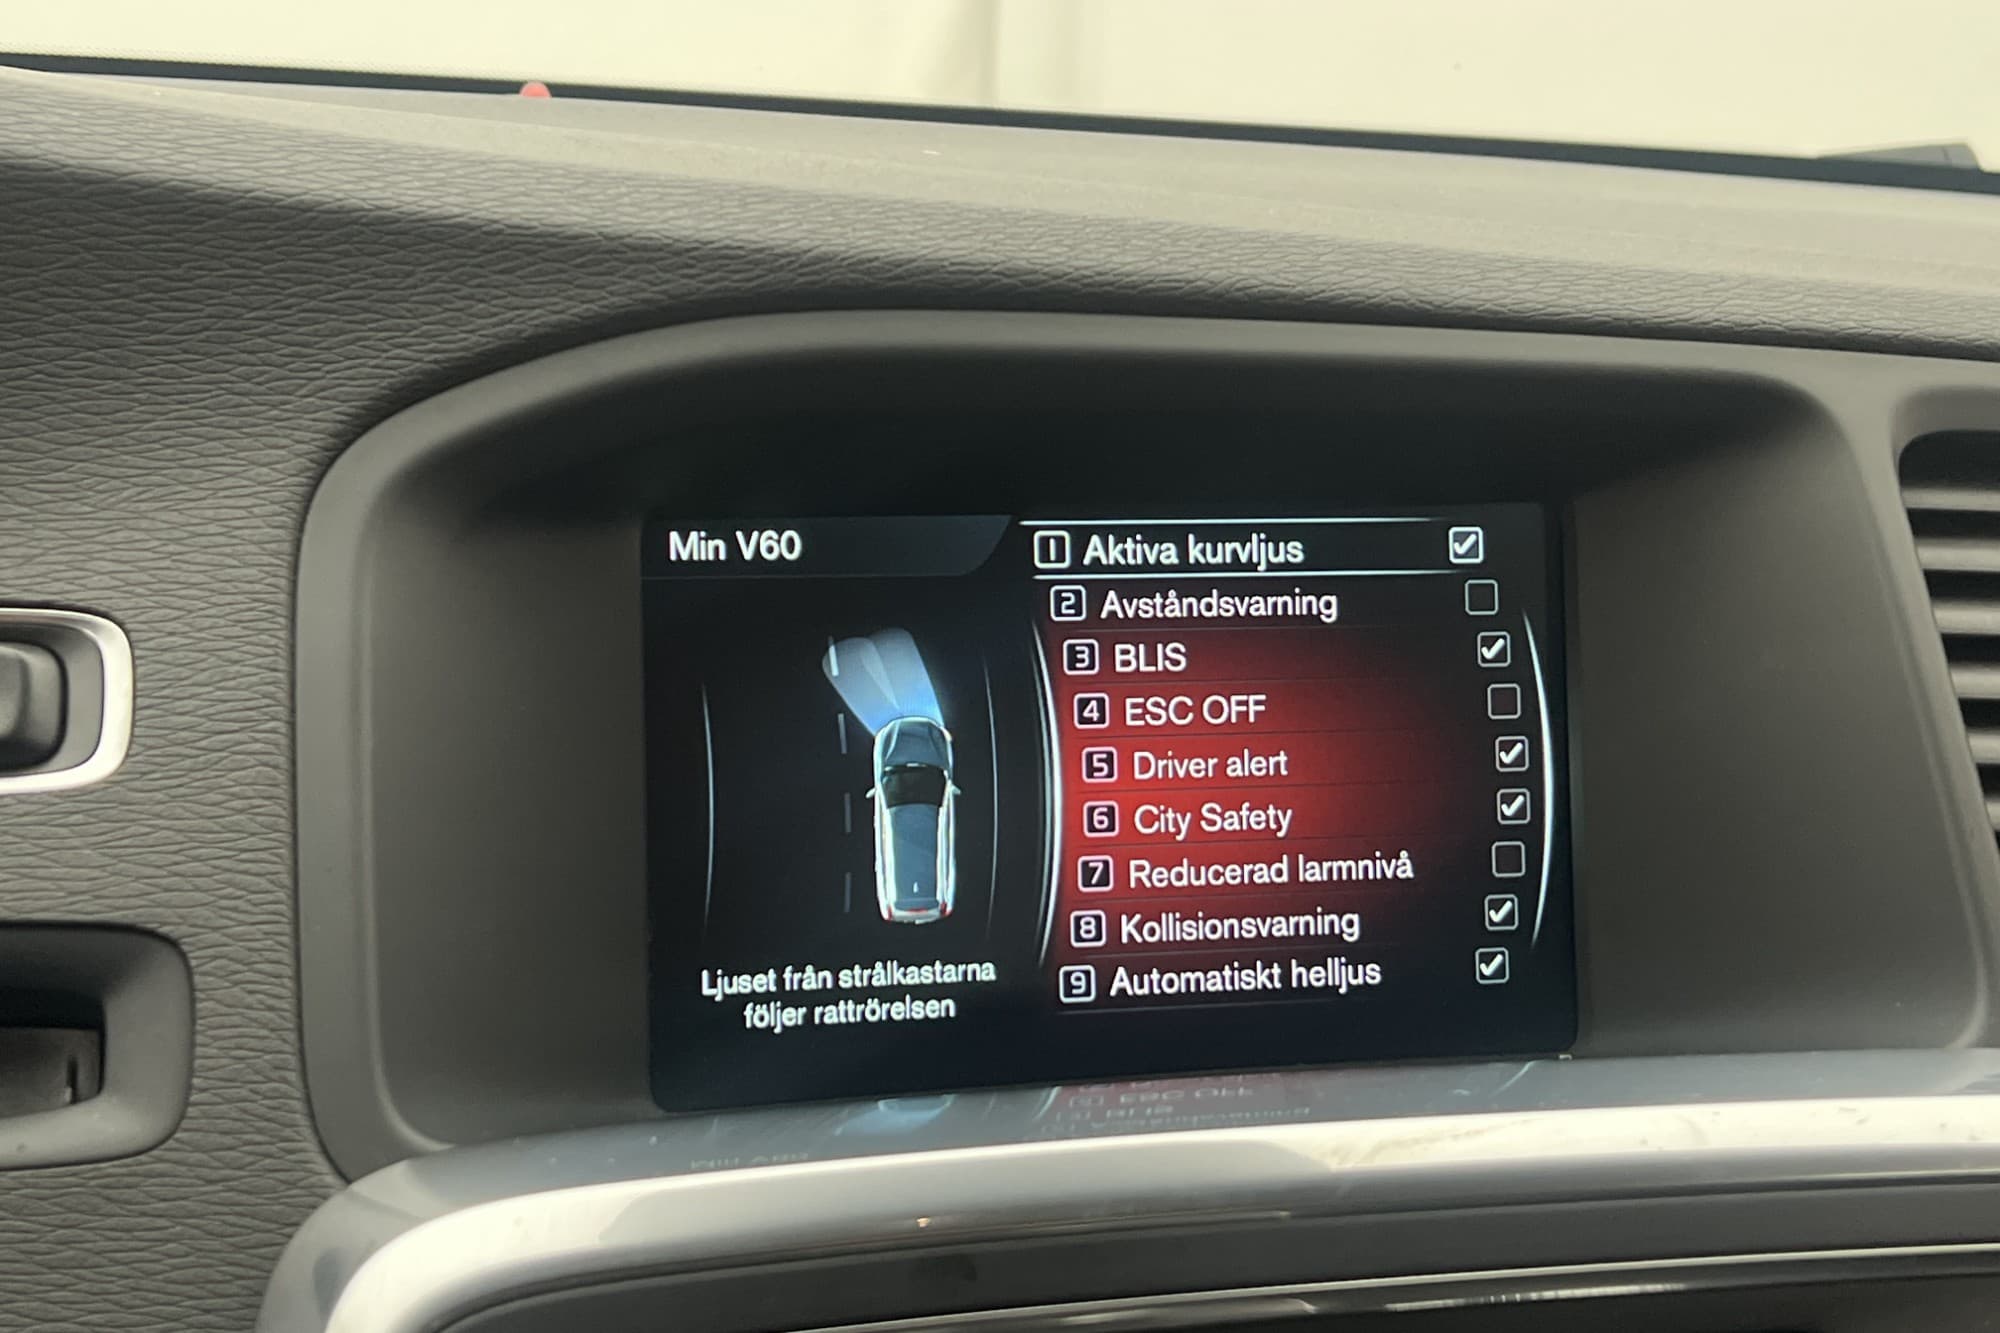 Min V60
1 Aktiva kurvljus
2 Avståndsvarning
3 BLIS
4 ESC OFF
5 Driver alert
6 City Safety
7 Reducerad larmnivå
8 Kollisionsvarning
9 Automatiskt helljus
Ljuset från strålkastarna
följer rattrörelsen